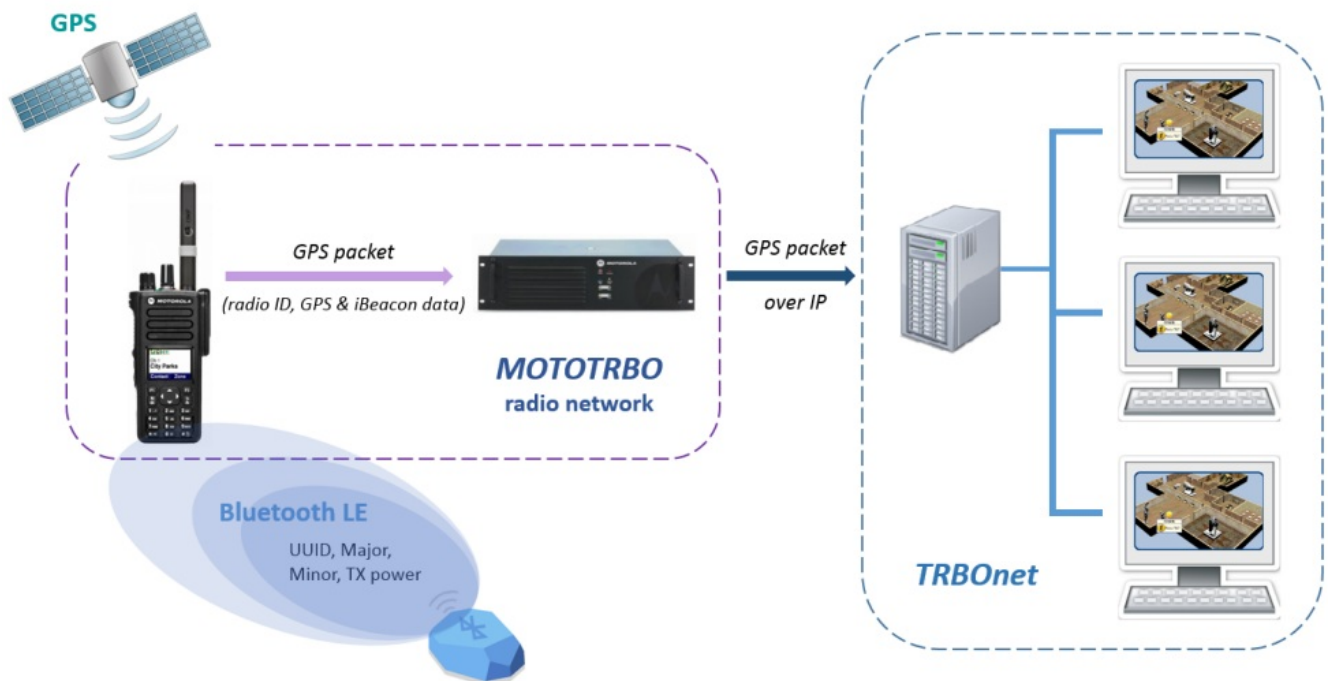 GPS
GPS packet
(radio ID, GPS & iBeacon data)
MOTOROLA
MOTOROLA
City Parks
Contact Zone
MOTOTRBO
radio network
GPS packet
over IP
Bluetooth LE
UUID, Major,
Minor, TX power
TRBOnet